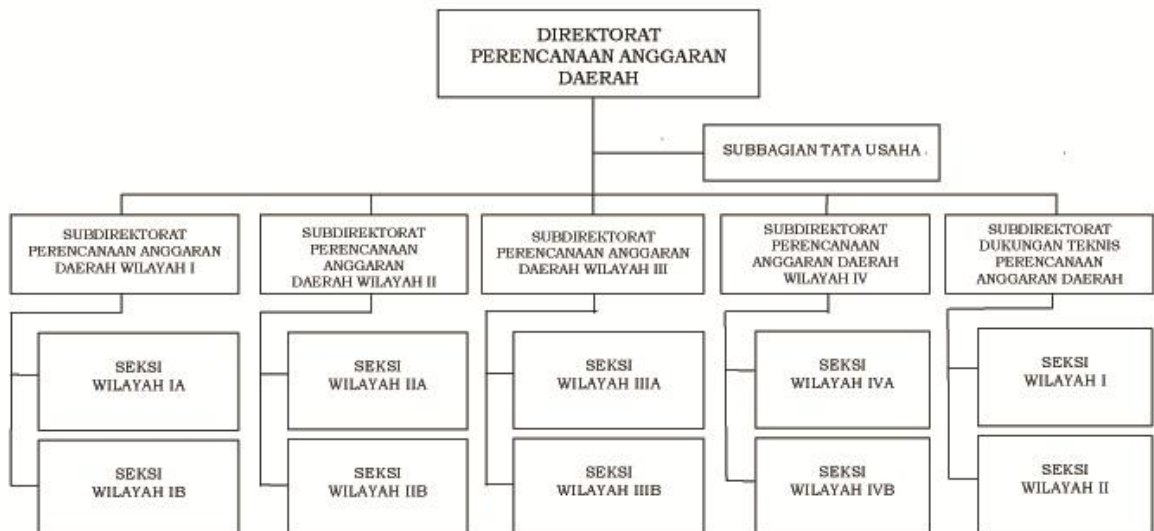 DIREKTORAT
PERENCANAAN ANGGARAN
DAERAH
SUBBAGIAN TATA USAHA
SUBDIREKTORAT
PERENCANAAN ANGGARAN
DAERAH WILAYAH I
SUBDIREKTORAT
PERENCANAAN
ANGGARAN
DAERAH WILAYAH II
SUBDIREKTORAT
PERENCANAAN ANGGARAN
DAERAH WILAYAH III
SUBDIREKTORAT
PERENCANAAN
ANGGARAN DAERAH
WILAYAH IV
SUBDIREKTORAT
DUKUNGAN TEKNIS
PERENCANAAN
ANGGARAN DAERAH
SEKSI
WILAYAH IA
SEKSI
WILAYAH IIA
SEKSI
WILAYAH IIIA
SEKSI
WILAYAH IVA
SEKSI
WILAYAH I
SEKSI
WILAYAH IB
SEKSI
WILAYAH IIB
SEKSI
WILAYAH IIIB
SEKSI
WILAYAH IVB
SEKSI
WILAYAH II